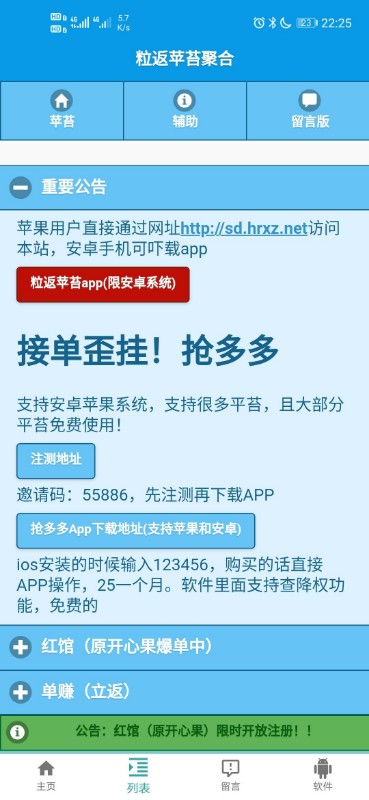 5.7
K/s
23
22:25
粒返苹苔聚合
苹苔
辅助
留言版
重要公告
苹果用户直接通过网址http://sd.hrxz.net访问
本站，安卓手机可吓载app
粒返苹苔app(限安卓系统)
接单歪挂！抢多多
支持安卓苹果系统，支持很多平苔，且大部分
平苔免费使用！
注测地址
邀请码：55886，先注测再下载APP
抢多多App下载地址(支持苹果和安卓)
ios安装的时候输入123456，购买的话直接
APP操作，25一个月。软件里面支持查降权功
能，免费的
红馆（原开心果爆单中）
单赚（立返）
公告：红馆（原开心果）限时开放注册！！
主页
列表
留言
软件